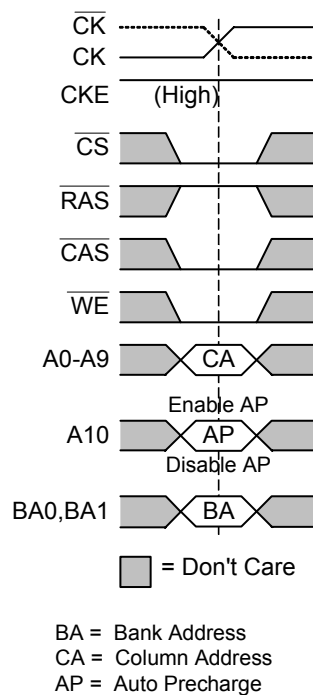 CK
CK
CKE (High)
CS
RAS
CAS
WE
A0-A9 CA
Enable AP
A10 AP
Disable AP
BA0,BA1 BA
= Don't Care
BA = Bank Address
CA = Column Address
AP = Auto Precharge